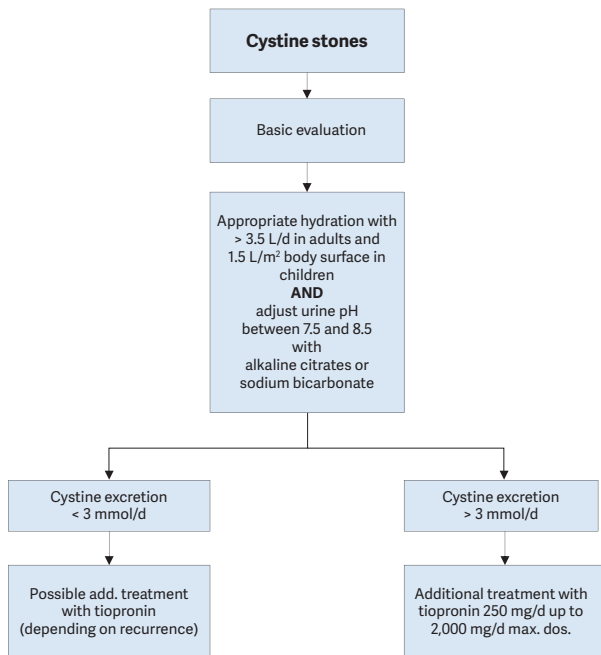 Cystine stones
Basic evaluation
Appropriate hydration with
> 3.5 L/d in adults and
1.5 L/m² body surface in
children
AND
adjust urine pH
between 7.5 and 8.5
with
alkaline citrates or
sodium bicarbonate
Cystine excretion
< 3 mmol/d
Cystine excretion
> 3 mmol/d
Possible add. treatment
with tiopronin
(depending on recurrence)
Additional treatment with
tiopronin 250 mg/d up to
2,000 mg/d max. dos.